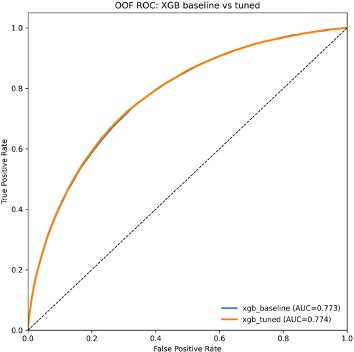 OOF ROC: XGB baseline vs tuned
True Positive Rate
1.0
0.8
0.6
0.4
0.2
0.0
xgb_baseline (AUC=0.773)
xgb_tuned (AUC=0.774)
0.0 0.2 0.4 0.6 0.8 1.0
False Positive Rate